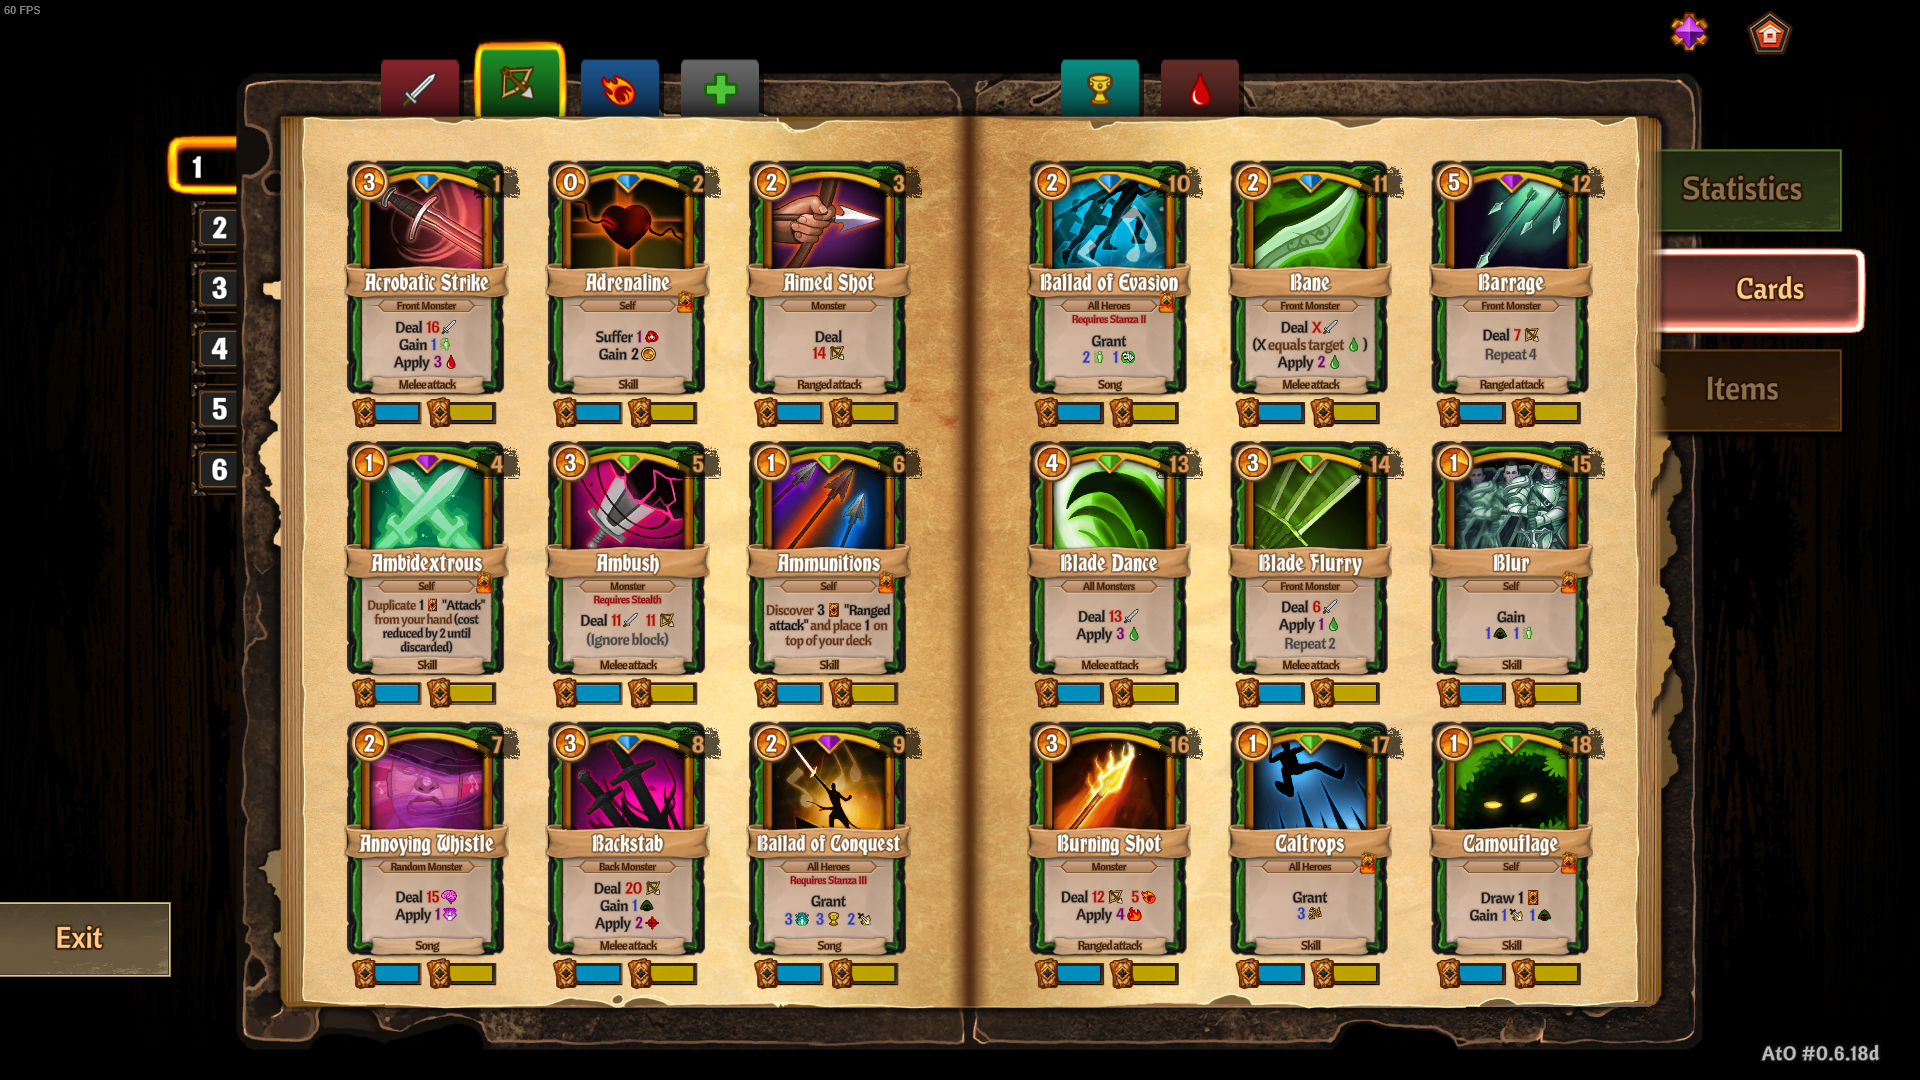 60 FPS
1
2
3
4
5
6
Statistics
Cards
Items
Exit
3 1
Acrobatic Strike
Front Monster
Deal 16
Gain 1
Apply 3
Melee attack
0 2
Adrenaline
Self
Suffer 1
Gain 2
Skill
2 3
Aimed Shot
Monster
Deal
14
Ranged attack
2 10
Ballad of Evasion
All Heroes
Requires Stanza II
Grant
2 1
Song
2 11
Bane
Front Monster
Deal X
(X equals target )
Apply 2
Melee attack
5 12
Barrage
Front Monster
Deal 7
Repeat 4
Ranged attack
1 4
Ambidextrous
Self
Duplicate 1 "Attack"
from your hand (cost
reduced by 2 until
discarded)
Skill
3 5
Ambush
Monster
Requires Stealth
Deal 11 11
(Ignore block)
Melee attack
1 6
Ammunitions
Self
Discover 3 "Ranged
attack" and place 1 on
top of your deck
Skill
4 13
Blade Dance
All Monsters
Deal 13
Apply 3
Melee attack
3 14
Blade Flurry
Front Monster
Deal 6
Apply 1
Repeat 2
Melee attack
1 15
Blur
Self
Gain
1 1
Skill
2 7
Annoying Whistle
Random Monster
Deal 15
Apply 1
Song
3 8
Backstab
Back Monster
Deal 20
Gain 1
Apply 2
Melee attack
2 9
Ballad of Conquest
All Heroes
Requires Stanza III
Grant
3 3 2
Song
3 16
Burning Shot
Monster
Deal 12 5
Apply 4
Ranged attack
1 17
Caltrops
All Heroes
Grant
3
Skill
1 18
Camouflage
Self
Draw 1
Gain 1 1
Skill
AtO #0.6.18d